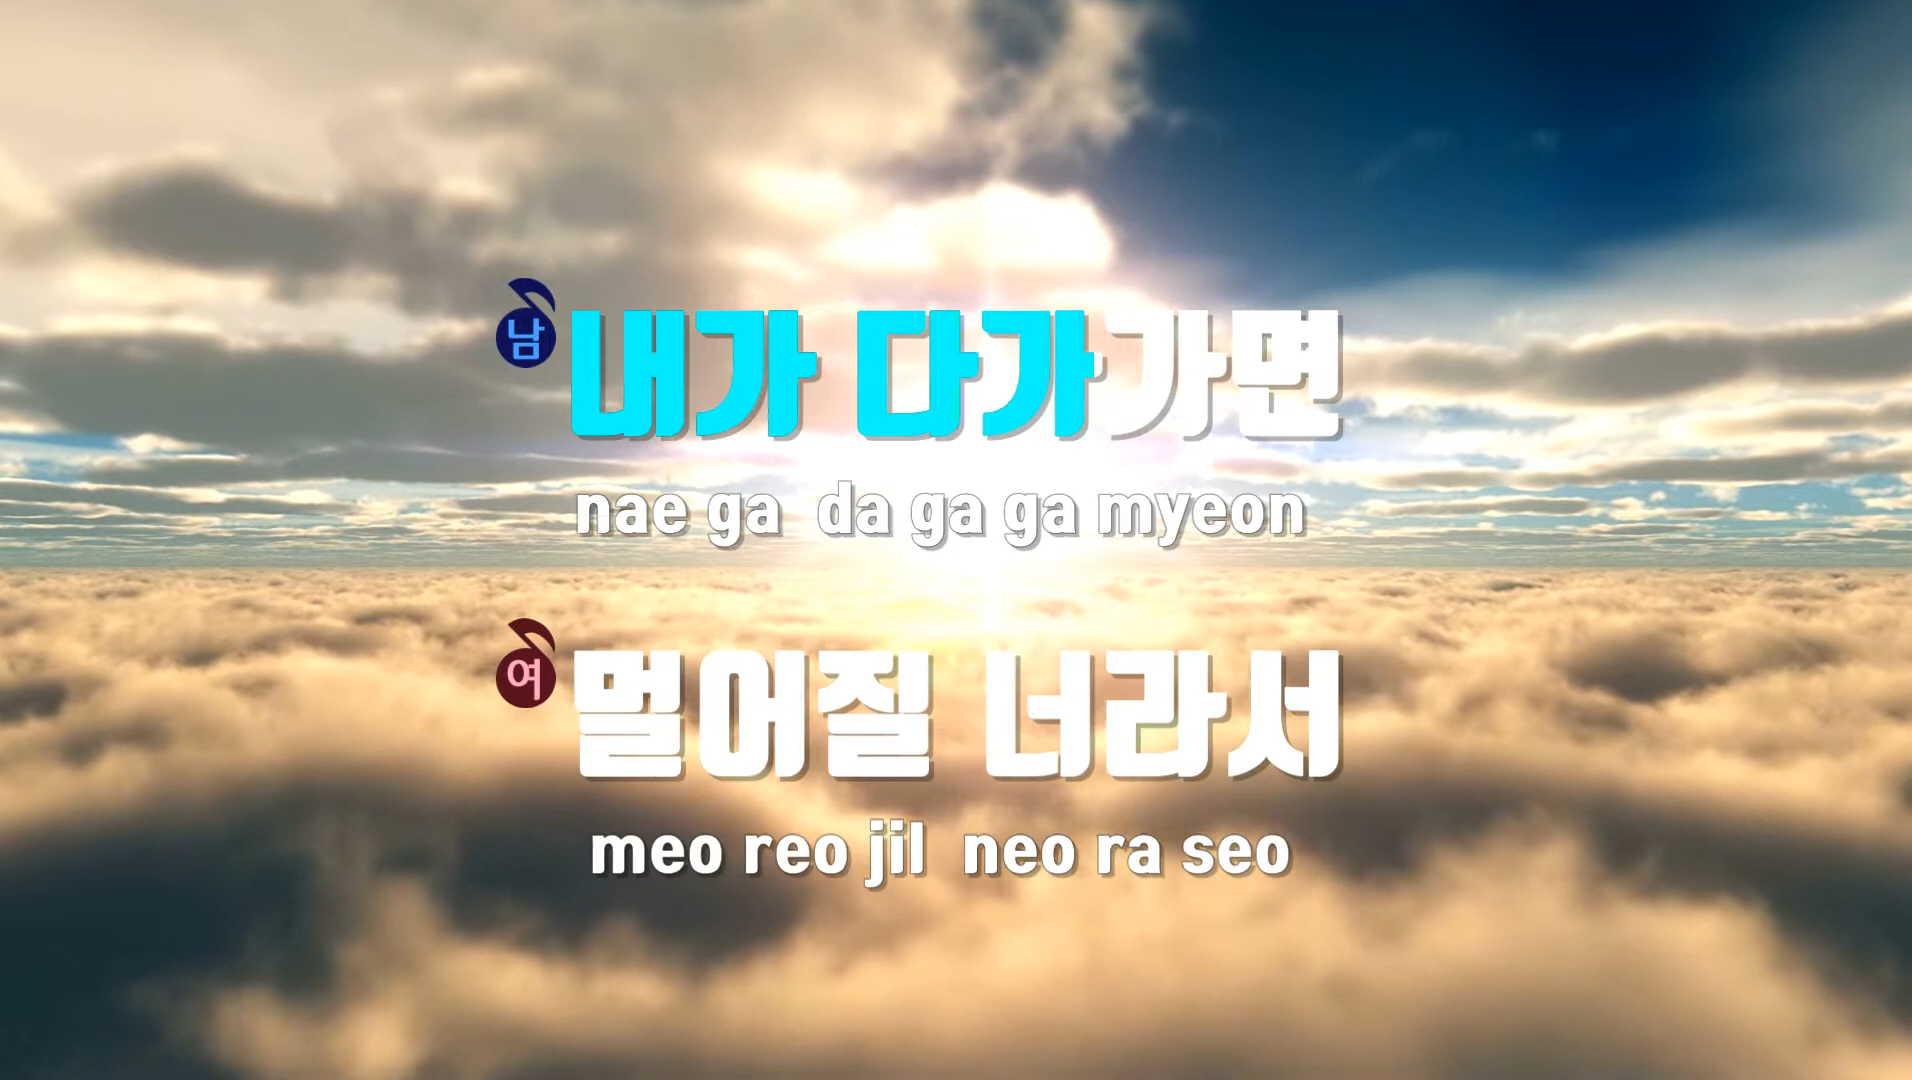 남 내가 다가가면
nae ga da ga ga myeon
여 멀어질 너라서
meo reo jil neo ra seo